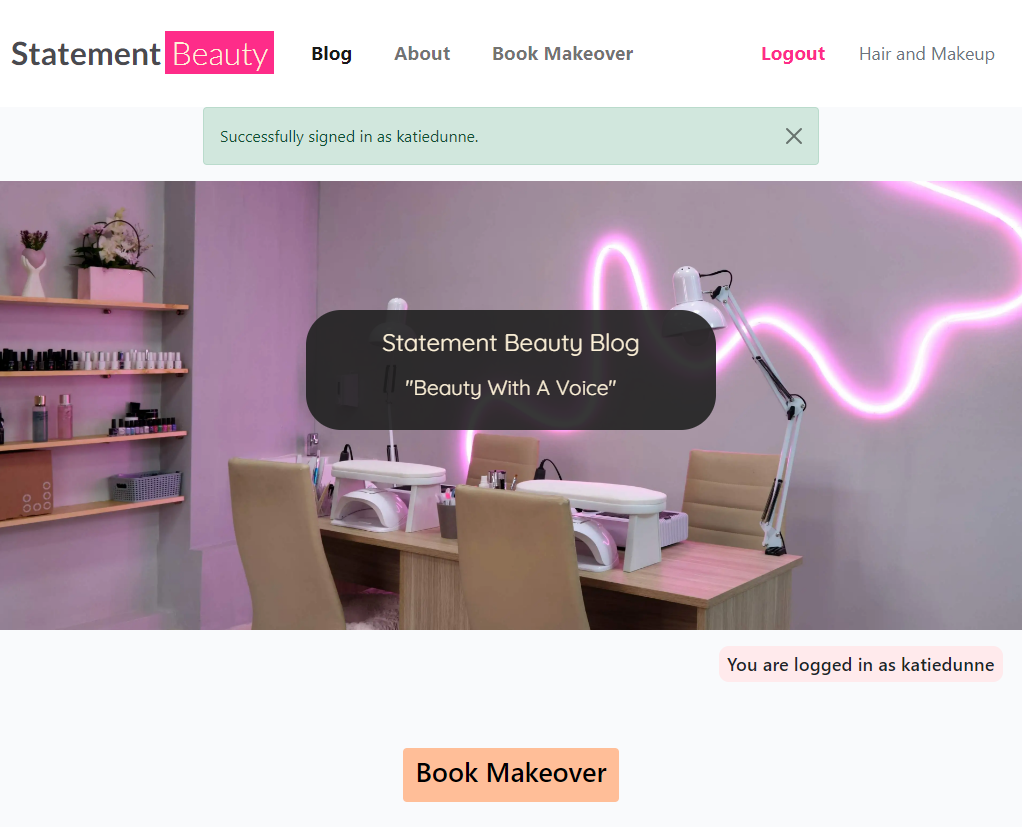 Statement Beauty Blog About Book Makeover Logout Hair and Makeup
Successfully signed in as katiedunne.
Statement Beauty Blog
"Beauty With A Voice"
You are logged in as katiedunne
Book Makeover